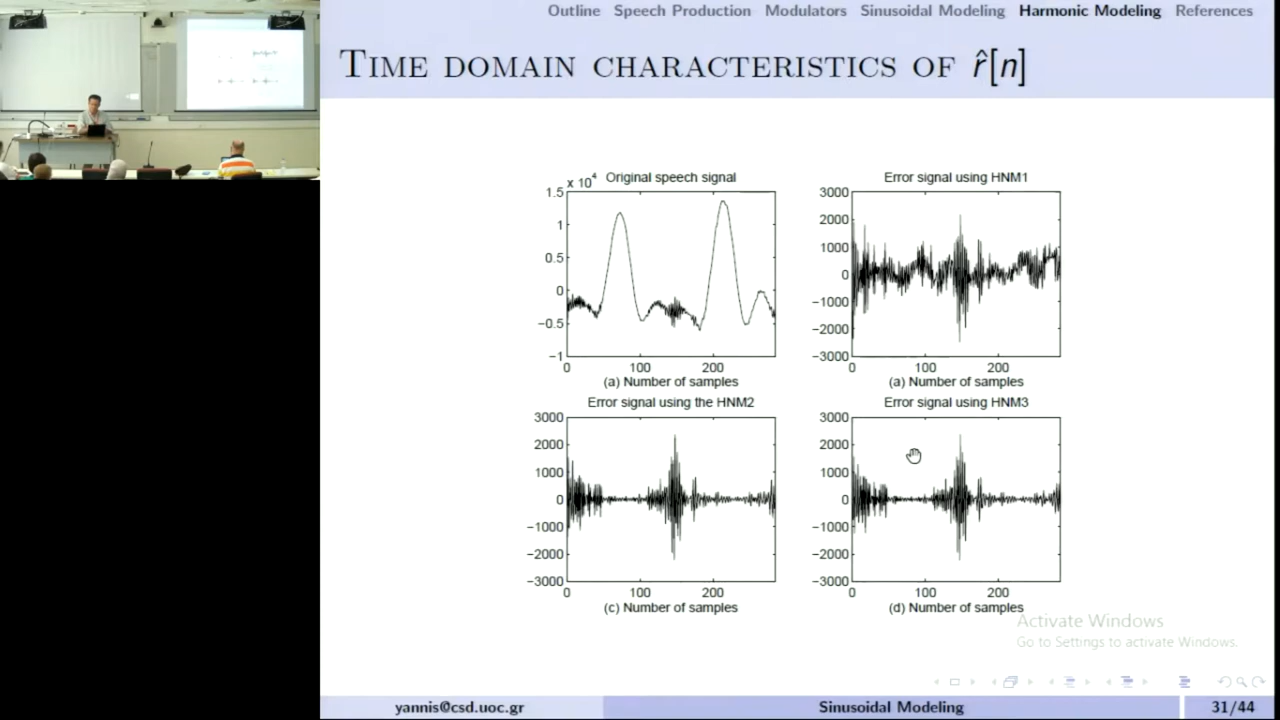 Outline Speech Production Modulators Sinusoidal Modeling Harmonic Modeling References
TIME DOMAIN CHARACTERISTICS OF r̂[n]
Original speech signal
x 10⁴
1.5
1
0.5
0
−0.5
−1
0 100 200
(a) Number of samples
Error signal using HNM1
3000
2000
1000
0
−1000
−2000
−3000
0 100 200
(a) Number of samples
Error signal using the HNM2
3000
2000
1000
0
−1000
−2000
−3000
0 100 200
(c) Number of samples
Error signal using HNM3
3000
2000
1000
0
−1000
−2000
−3000
0 100 200
(d) Number of samples
Activate Windows
Go to Settings to activate Windows.
yannis@csd.uoc.gr Sinusoidal Modeling 31/44